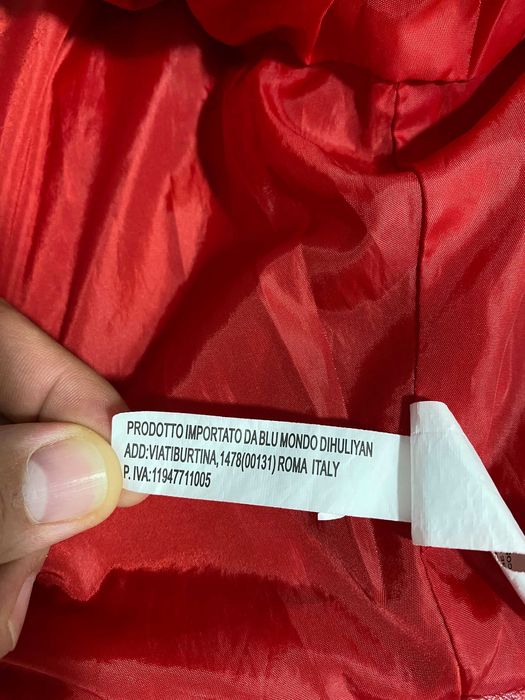 PRODOTTO IMPORTATO DA BLU MONDO DIHULIYAN
ADD:VIATIBURTINA,1478(00131) ROMA ITALY
P. IVA:11947711005